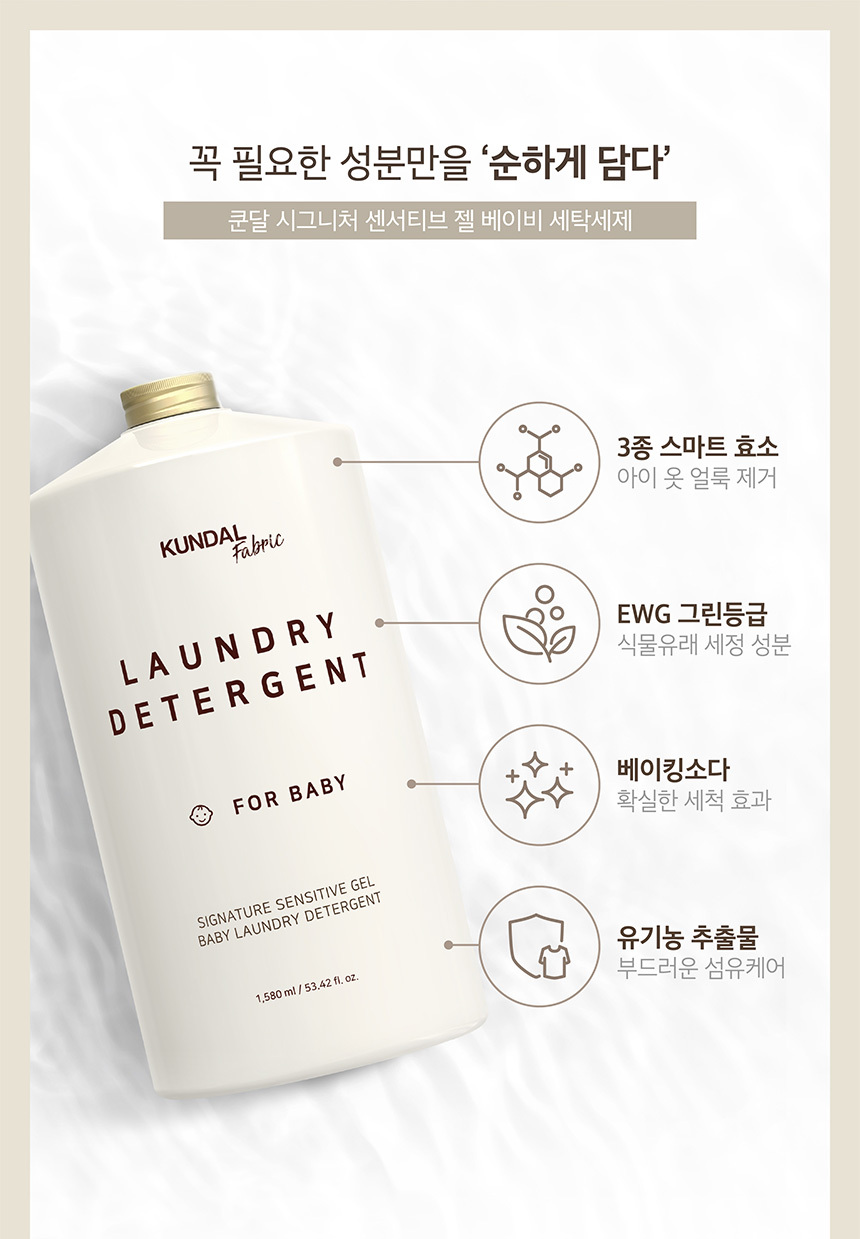 꼭 필요한 성분만을 ‘순하게 담다’
쿤달 시그니처 센서티브 젤 베이비 세탁세제
KUNDAL
Fabric
LAUNDRY
DETERGENT
FOR BABY
SIGNATURE SENSITIVE GEL
BABY LAUNDRY DETERGENT
1,580 ml / 53.42 fl. oz.
3종 스마트 효소
아이 옷 얼룩 제거
EWG 그린등급
식물유래 세정 성분
베이킹소다
확실한 세척 효과
유기농 추출물
부드러운 섬유케어